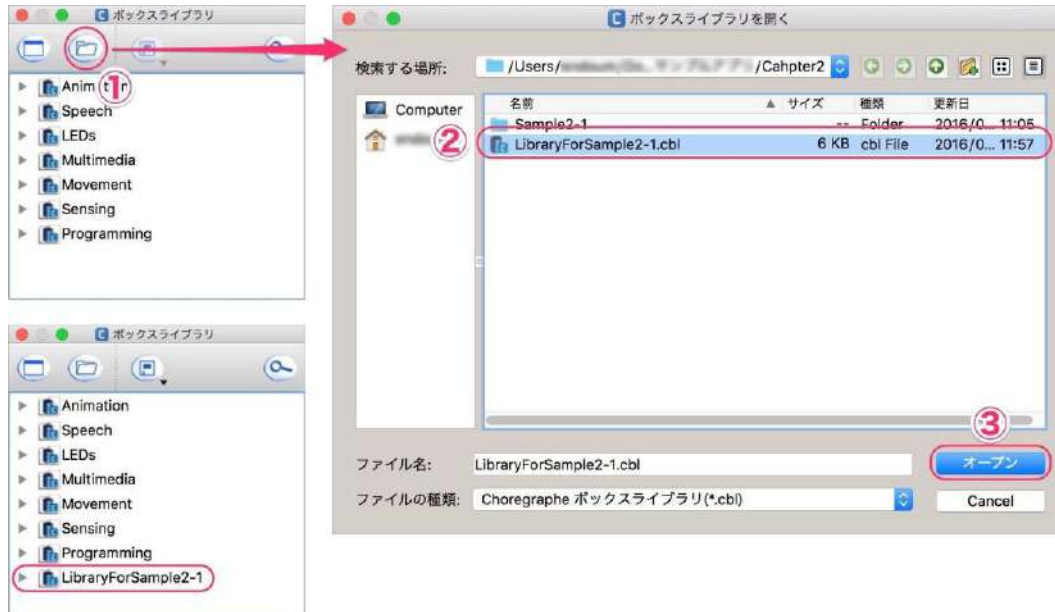 ボックスライブラリ
①
Animation
Speech
LEDs
Multimedia
Movement
Sensing
Programming
ボックスライブラリを開く
検索する場所: /Users/ /Cahpter2
Computer
②
名前 サイズ 種類 更新日
Sample2-1 -- Folder 2016/0... 11:05
LibraryForSample2-1.cbl 6 KB cbl File 2016/0... 11:57
③
ファイル名: LibraryForSample2-1.cbl オープン
ファイルの種類: Choregraphe ボックスライブラリ(*.cbl) Cancel
ボックスライブラリ
Animation
Speech
LEDs
Multimedia
Movement
Sensing
Programming
LibraryForSample2-1